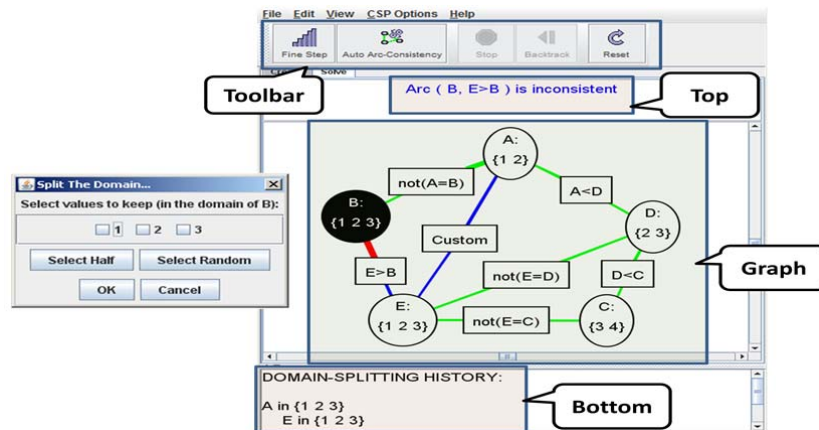 File Edit View CSP Options Help
Fine Step Auto Arc-Consistency Stop Backtrack Reset
Solve
Toolbar
Arc ( B, E>B ) is inconsistent
Top
A:
{1 2}
not(A=B)
A<D
Split The Domain...
Select values to keep (in the domain of B):
1 2 3
Select Half Select Random
OK Cancel
B:
{1 2 3}
D:
{2 3}
Custom
E>B
not(E=D)
D<C
Graph
E:
{1 2 3}
not(E=C)
C:
{3 4}
DOMAIN-SPLITTING HISTORY:
A in {1 2 3}
E in {1 2 3}
Bottom